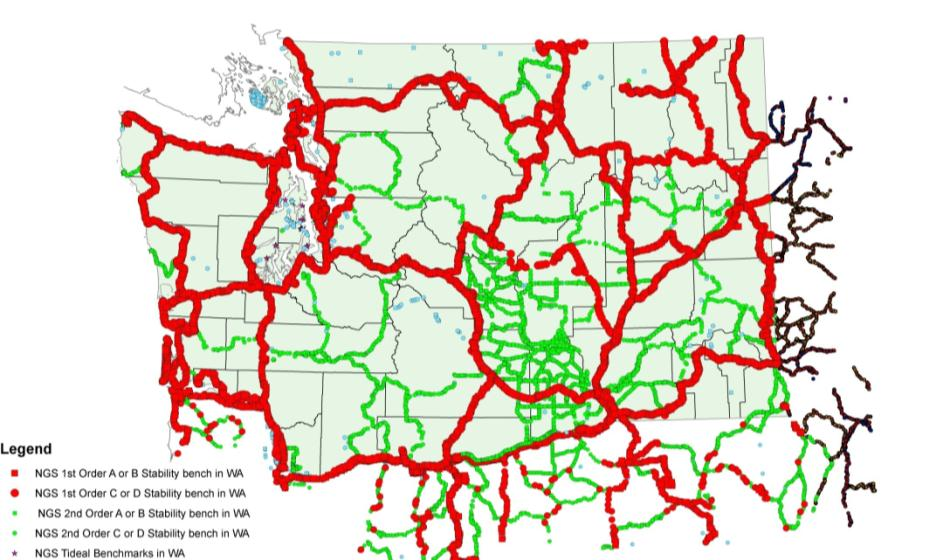 Legend
NGS 1st Order A or B Stability bench in WA
NGS 1st Order C or D Stability bench in WA
NGS 2nd Order A or B Stability bench in WA
NGS 2nd Order C or D Stability bench in WA
NGS Tideal Benchmarks in WA